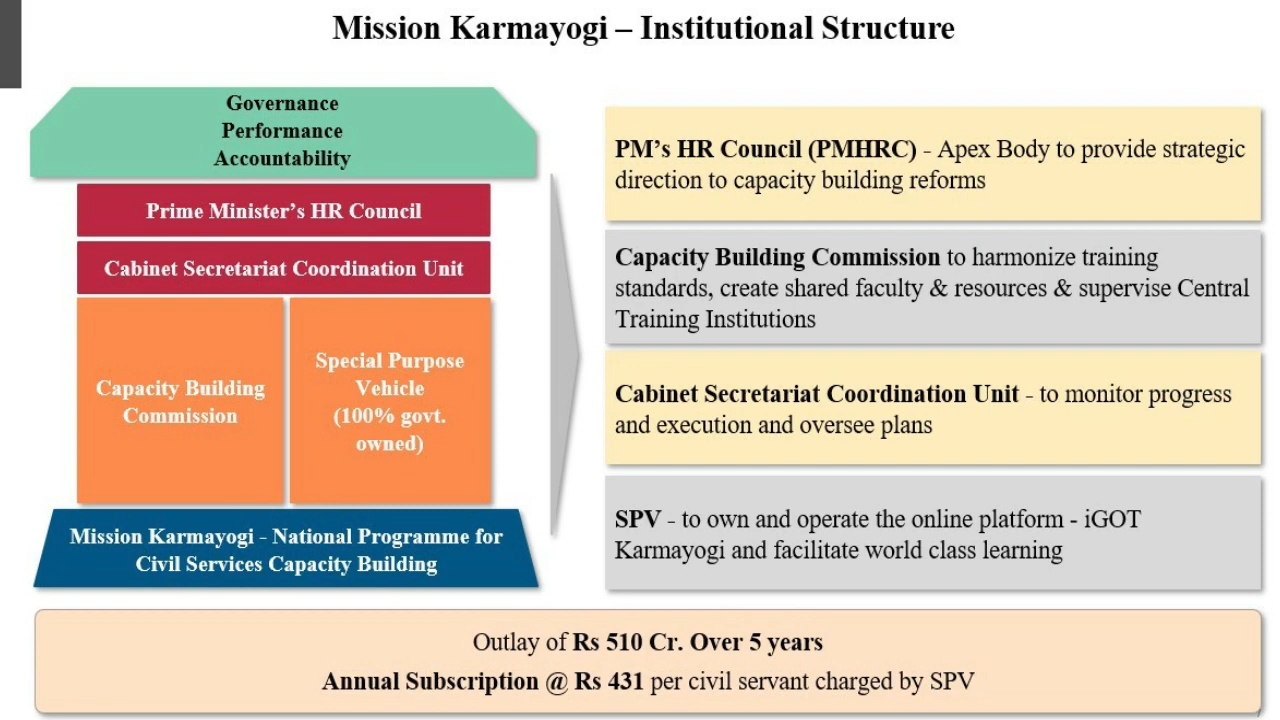 Mission Karmayogi – Institutional Structure
Governance
Performance
Accountability
Prime Minister’s HR Council
Cabinet Secretariat Coordination Unit
Capacity Building
Commission
Special Purpose
Vehicle
(100% govt.
owned)
Mission Karmayogi - National Programme for
Civil Services Capacity Building
PM’s HR Council (PMHRC) - Apex Body to provide strategic
direction to capacity building reforms
Capacity Building Commission to harmonize training
standards, create shared faculty & resources & supervise Central
Training Institutions
Cabinet Secretariat Coordination Unit - to monitor progress
and execution and oversee plans
SPV - to own and operate the online platform - iGOT
Karmayogi and facilitate world class learning
Outlay of Rs 510 Cr. Over 5 years
Annual Subscription @ Rs 431 per civil servant charged by SPV